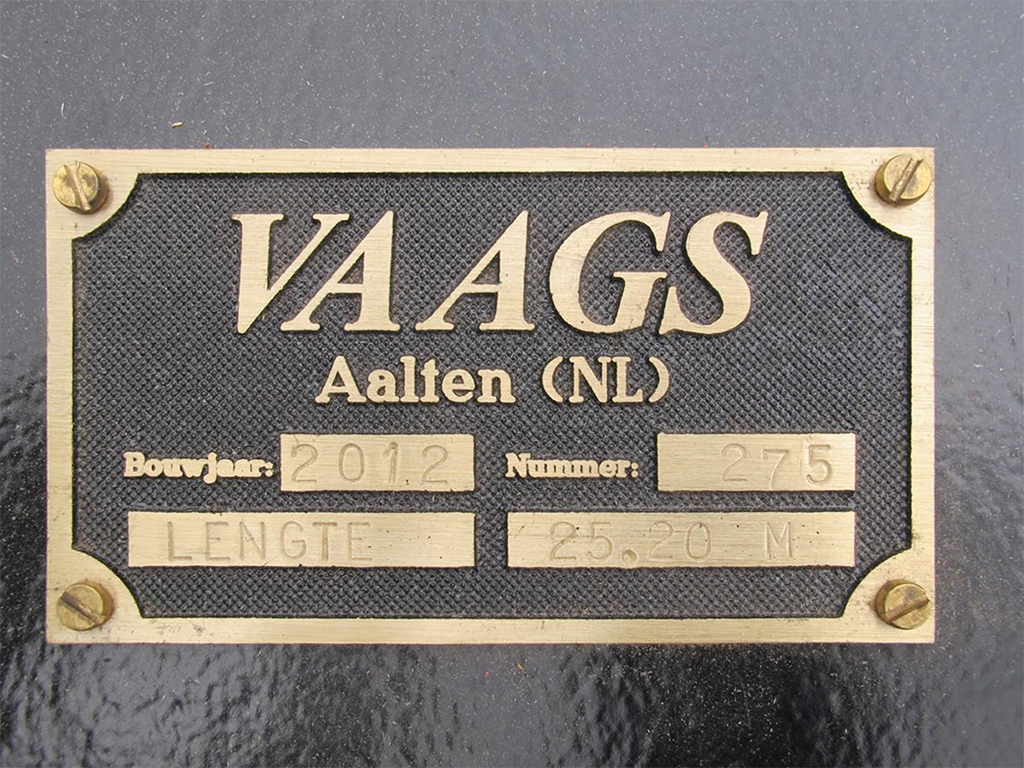 VAAGS
Aalten (NL)
Bouwjaar: 2012 Nummer: 275
LENGTE 25.20 M